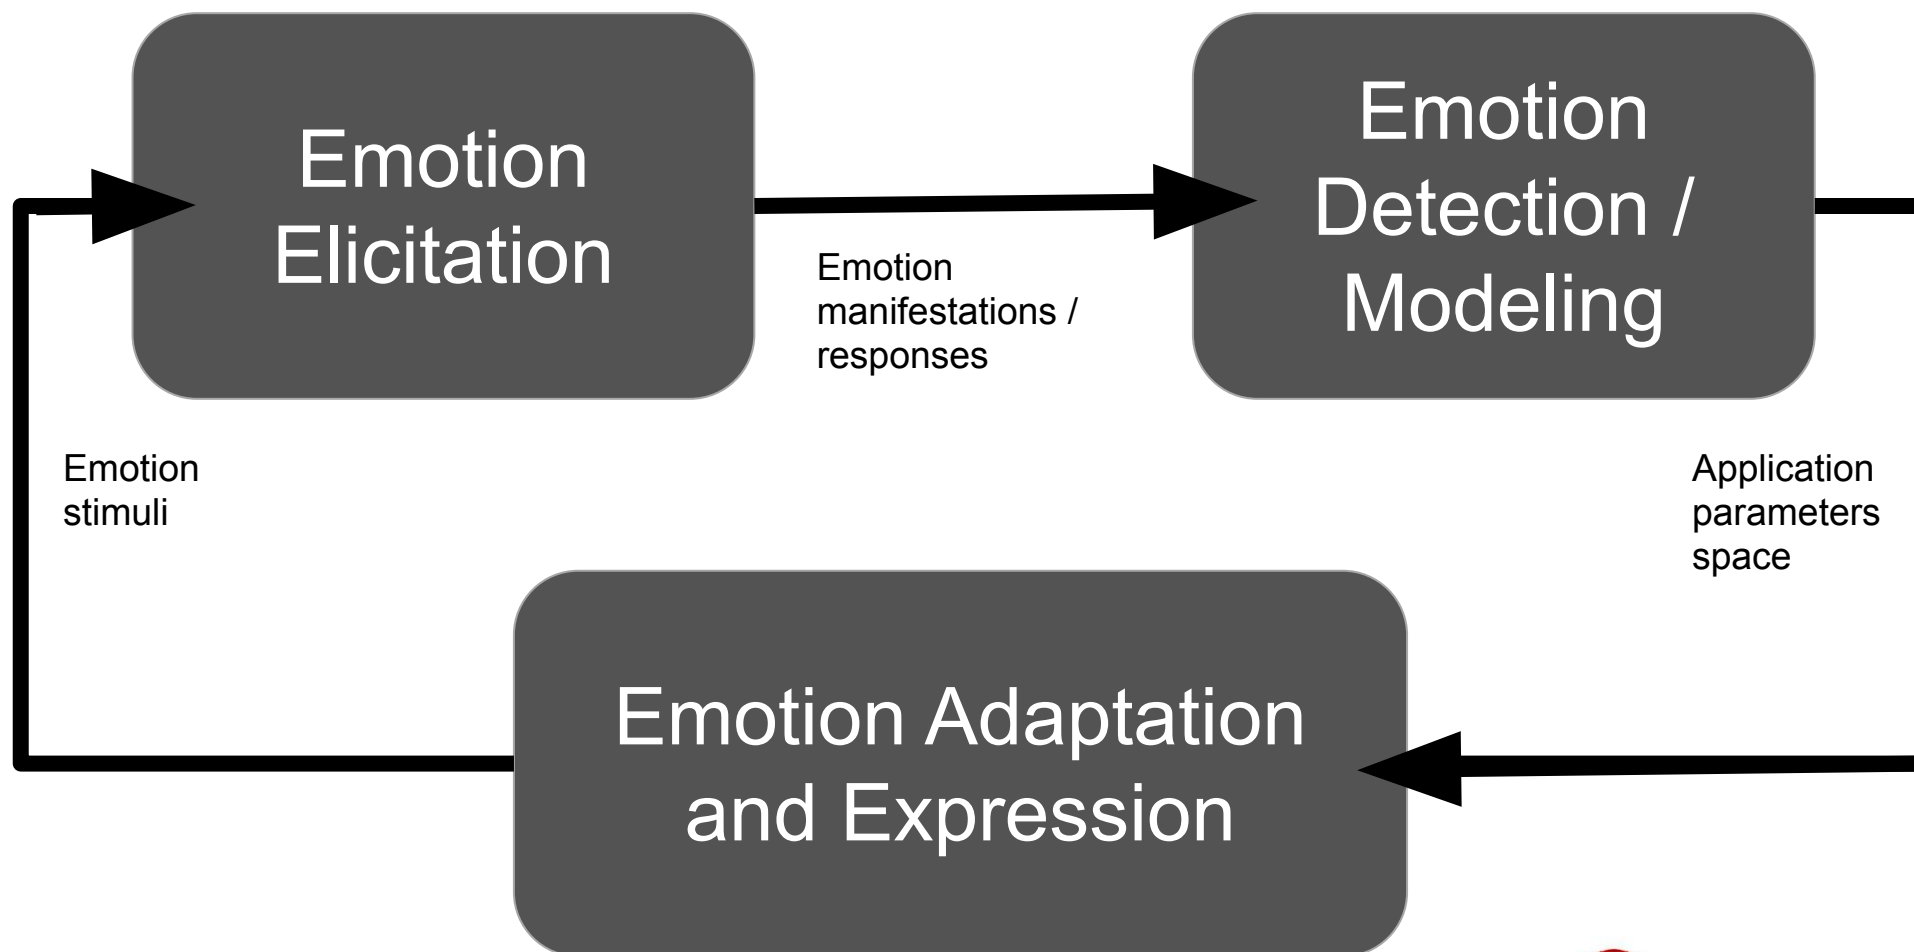 Emotion
Elicitation
Emotion
manifestations /
responses
Emotion
Detection /
Modeling
Emotion
stimuli
Application
parameters
space
Emotion Adaptation
and Expression